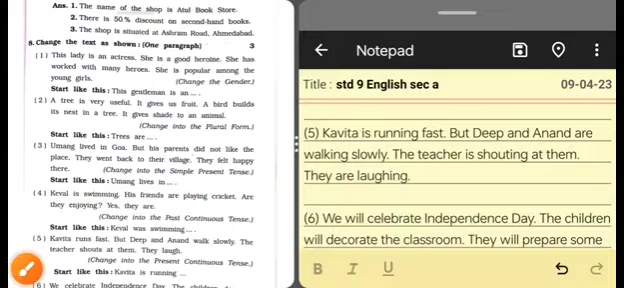 Ans. 1. The name of the shop is Atul Book Store.
2. There is 50% discount on second-hand books.
3. The shop is situated at Ashram Road, Ahmedabad.
8. Change the text as shown : (One paragraph) 3
( 1 ) This lady is an actress. She is a good heroine. She has
worked with many heroes. She is popular among the
young girls. (Change the Gender.)
Start like this : This gentleman is an ... .
( 2 ) A tree is very useful. It gives us fruit. A bird builds
its nest in a tree. It gives shade to an animal.
(Change into the Plural Form.)
Start like this : Trees are ... .
( 3 ) Umang lived in Goa. But his parents did not like the
place. They went back to their village. They felt happy
there. (Change into the Simple Present Tense.)
Start like this : Umang lives in ... .
( 4 ) Keval is swimming. His friends are playing cricket. Are
they enjoying ? Yes, they are.
(Change into the Past Continuous Tense.)
Start like this : Keval was swimming ... .
( 5 ) Kavita runs fast. But Deep and Anand walk slowly. The
teacher shouts at them. They laugh.
(Change into the Present Continuous Tense.)
Start like this : Kavita is running ...
( 6 ) We celebrate Independence Day. The
Notepad
Title : std 9 English sec a 09-04-23
(5) Kavita is running fast. But Deep and Anand are
walking slowly. The teacher is shouting at them.
They are laughing.
(6) We will celebrate Independence Day. The children
will decorate the classroom. They will prepare some
B I U